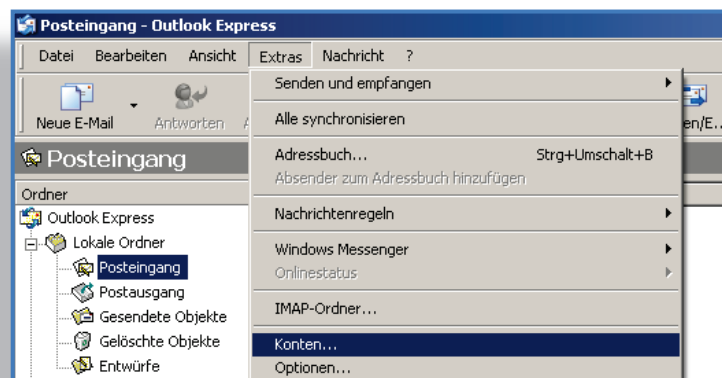 Posteingang - Outlook Express
Datei Bearbeiten Ansicht Extras Nachricht ?
Neue E-Mail Antworten
en/E..
Posteingang
Ordner
Outlook Express
Lokale Ordner
Posteingang
Postausgang
Gesendete Objekte
Gelöschte Objekte
Entwürfe
Senden und empfangen
Alle synchronisieren
Adressbuch... Strg+Umschalt+B
Absender zum Adressbuch hinzufügen
Nachrichtenregeln
Windows Messenger
Onlinestatus
IMAP-Ordner...
Konten...
Optionen...